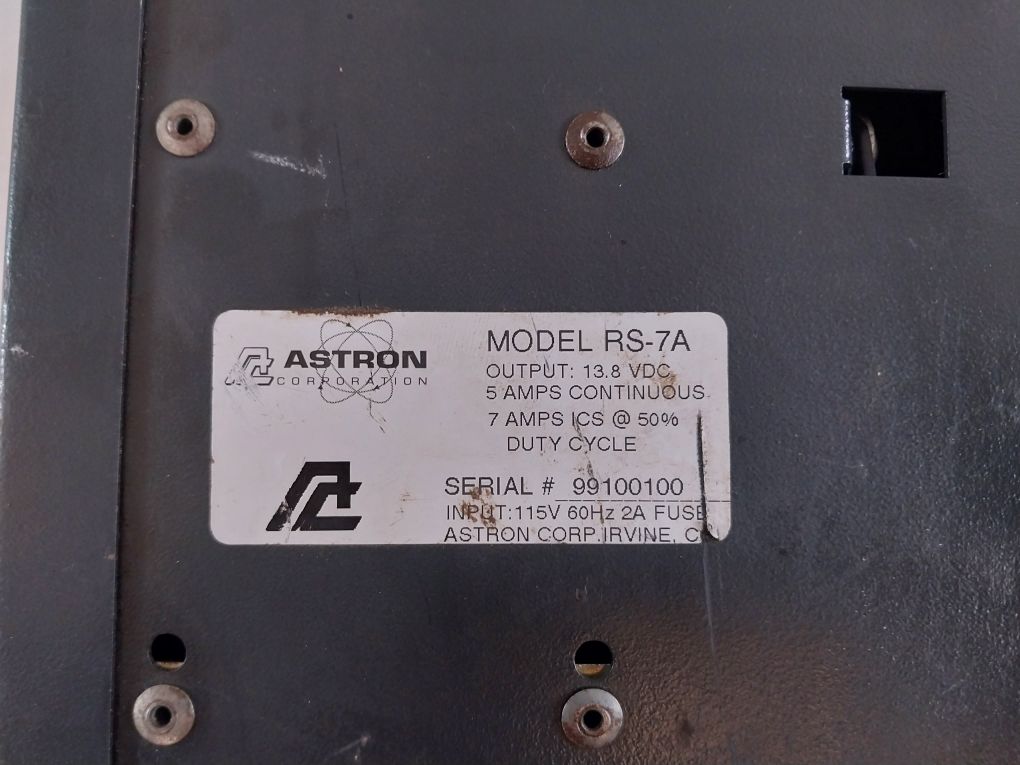 ASTRON
CORPORATION
MODEL RS-7A
OUTPUT: 13.8 VDC
5 AMPS CONTINUOUS
7 AMPS ICS @ 50%
DUTY CYCLE
SERIAL # 99100100
INPUT:115V 60Hz 2A FUSE
ASTRON CORP.IRVINE, C